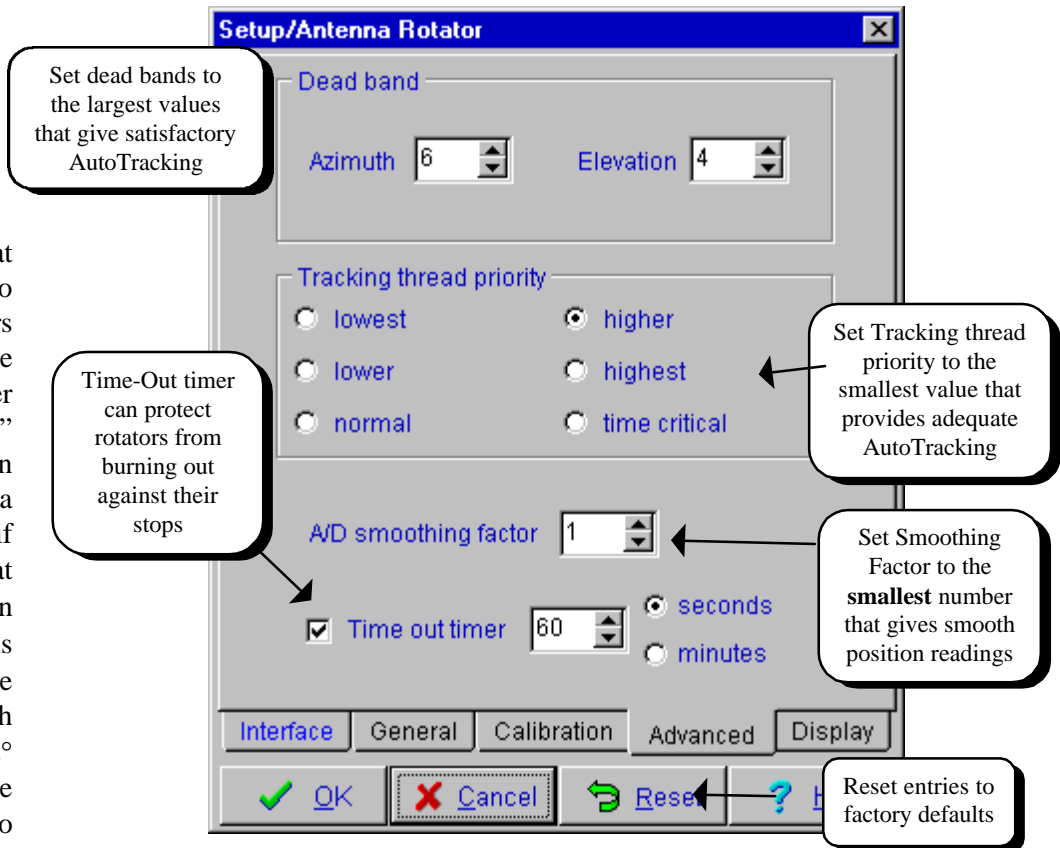 Setup/Antenna Rotator
Set dead bands to
the largest values
that give satisfactory
AutoTracking
Dead band
Azimuth 6 Elevation 4
Tracking thread priority
lowest higher
lower highest
normal time critical
Set Tracking thread
priority to the
smallest value that
provides adequate
AutoTracking
Time-Out timer
can protect
rotators from
burning out
against their
stops
A/D smoothing factor 1
Set Smoothing
Factor to the
smallest number
that gives smooth
position readings
Time out timer 60 seconds
minutes
Interface General Calibration Advanced Display
OK Cancel
Reset entries to
factory defaults